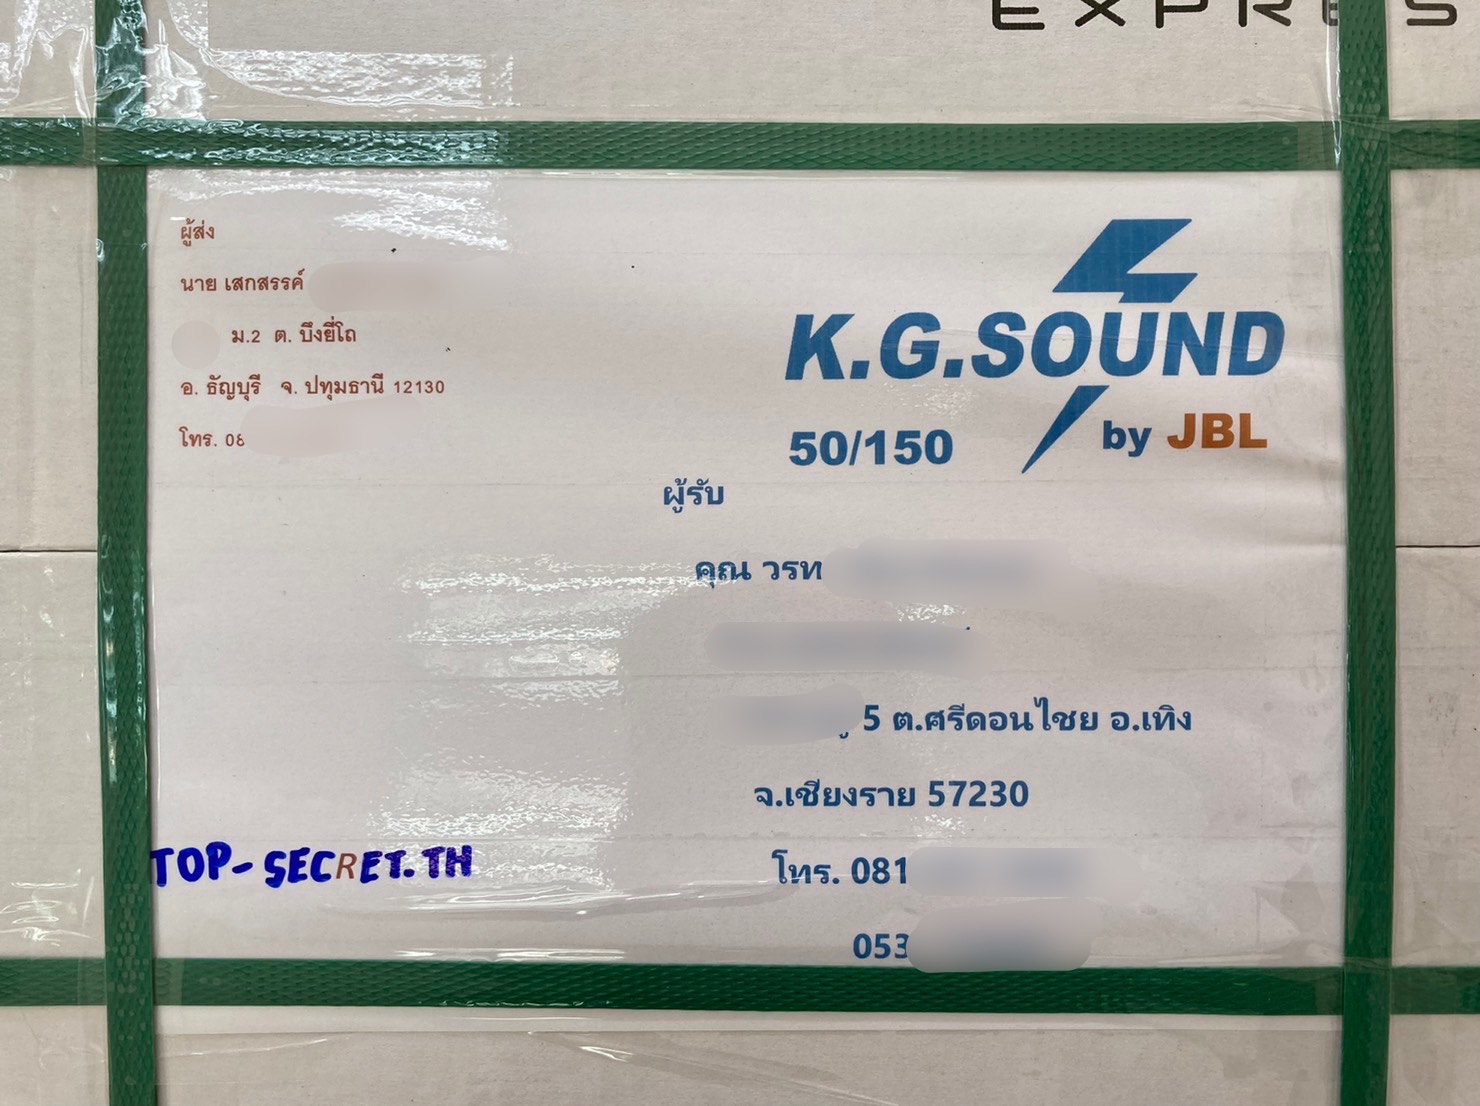 EXPRES
ผู้ส่ง
นาย เสกสรรค์
ม.2 ต. บึงยี่โถ
อ. ธัญบุรี จ. ปทุมธานี 12130
โทร. 08
K.G.SOUND
50/150 by JBL
ผู้รับ
คุณ วรท
5 ต.ศรีดอนไชย อ.เทิง
จ.เชียงราย 57230
โทร. 081
053
TOP-SECRET.TH